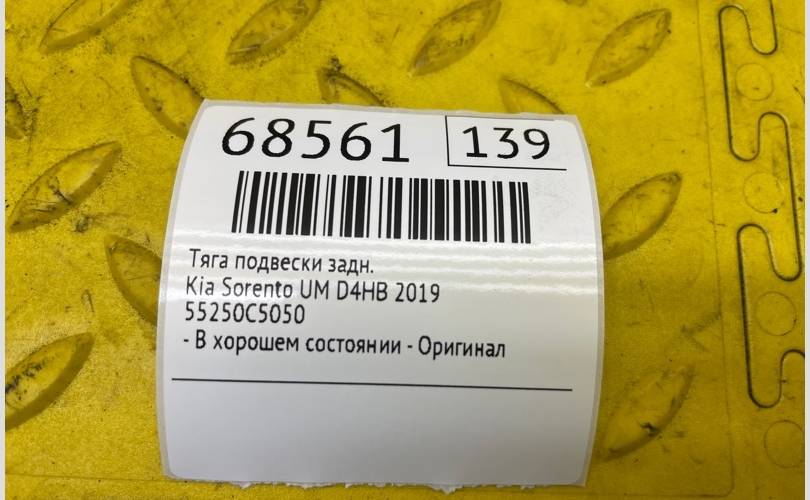 68561 139
Тяга подвески задн.
Kia Sorento UM D4HB 2019
55250C5050
- В хорошем состоянии - Оригинал